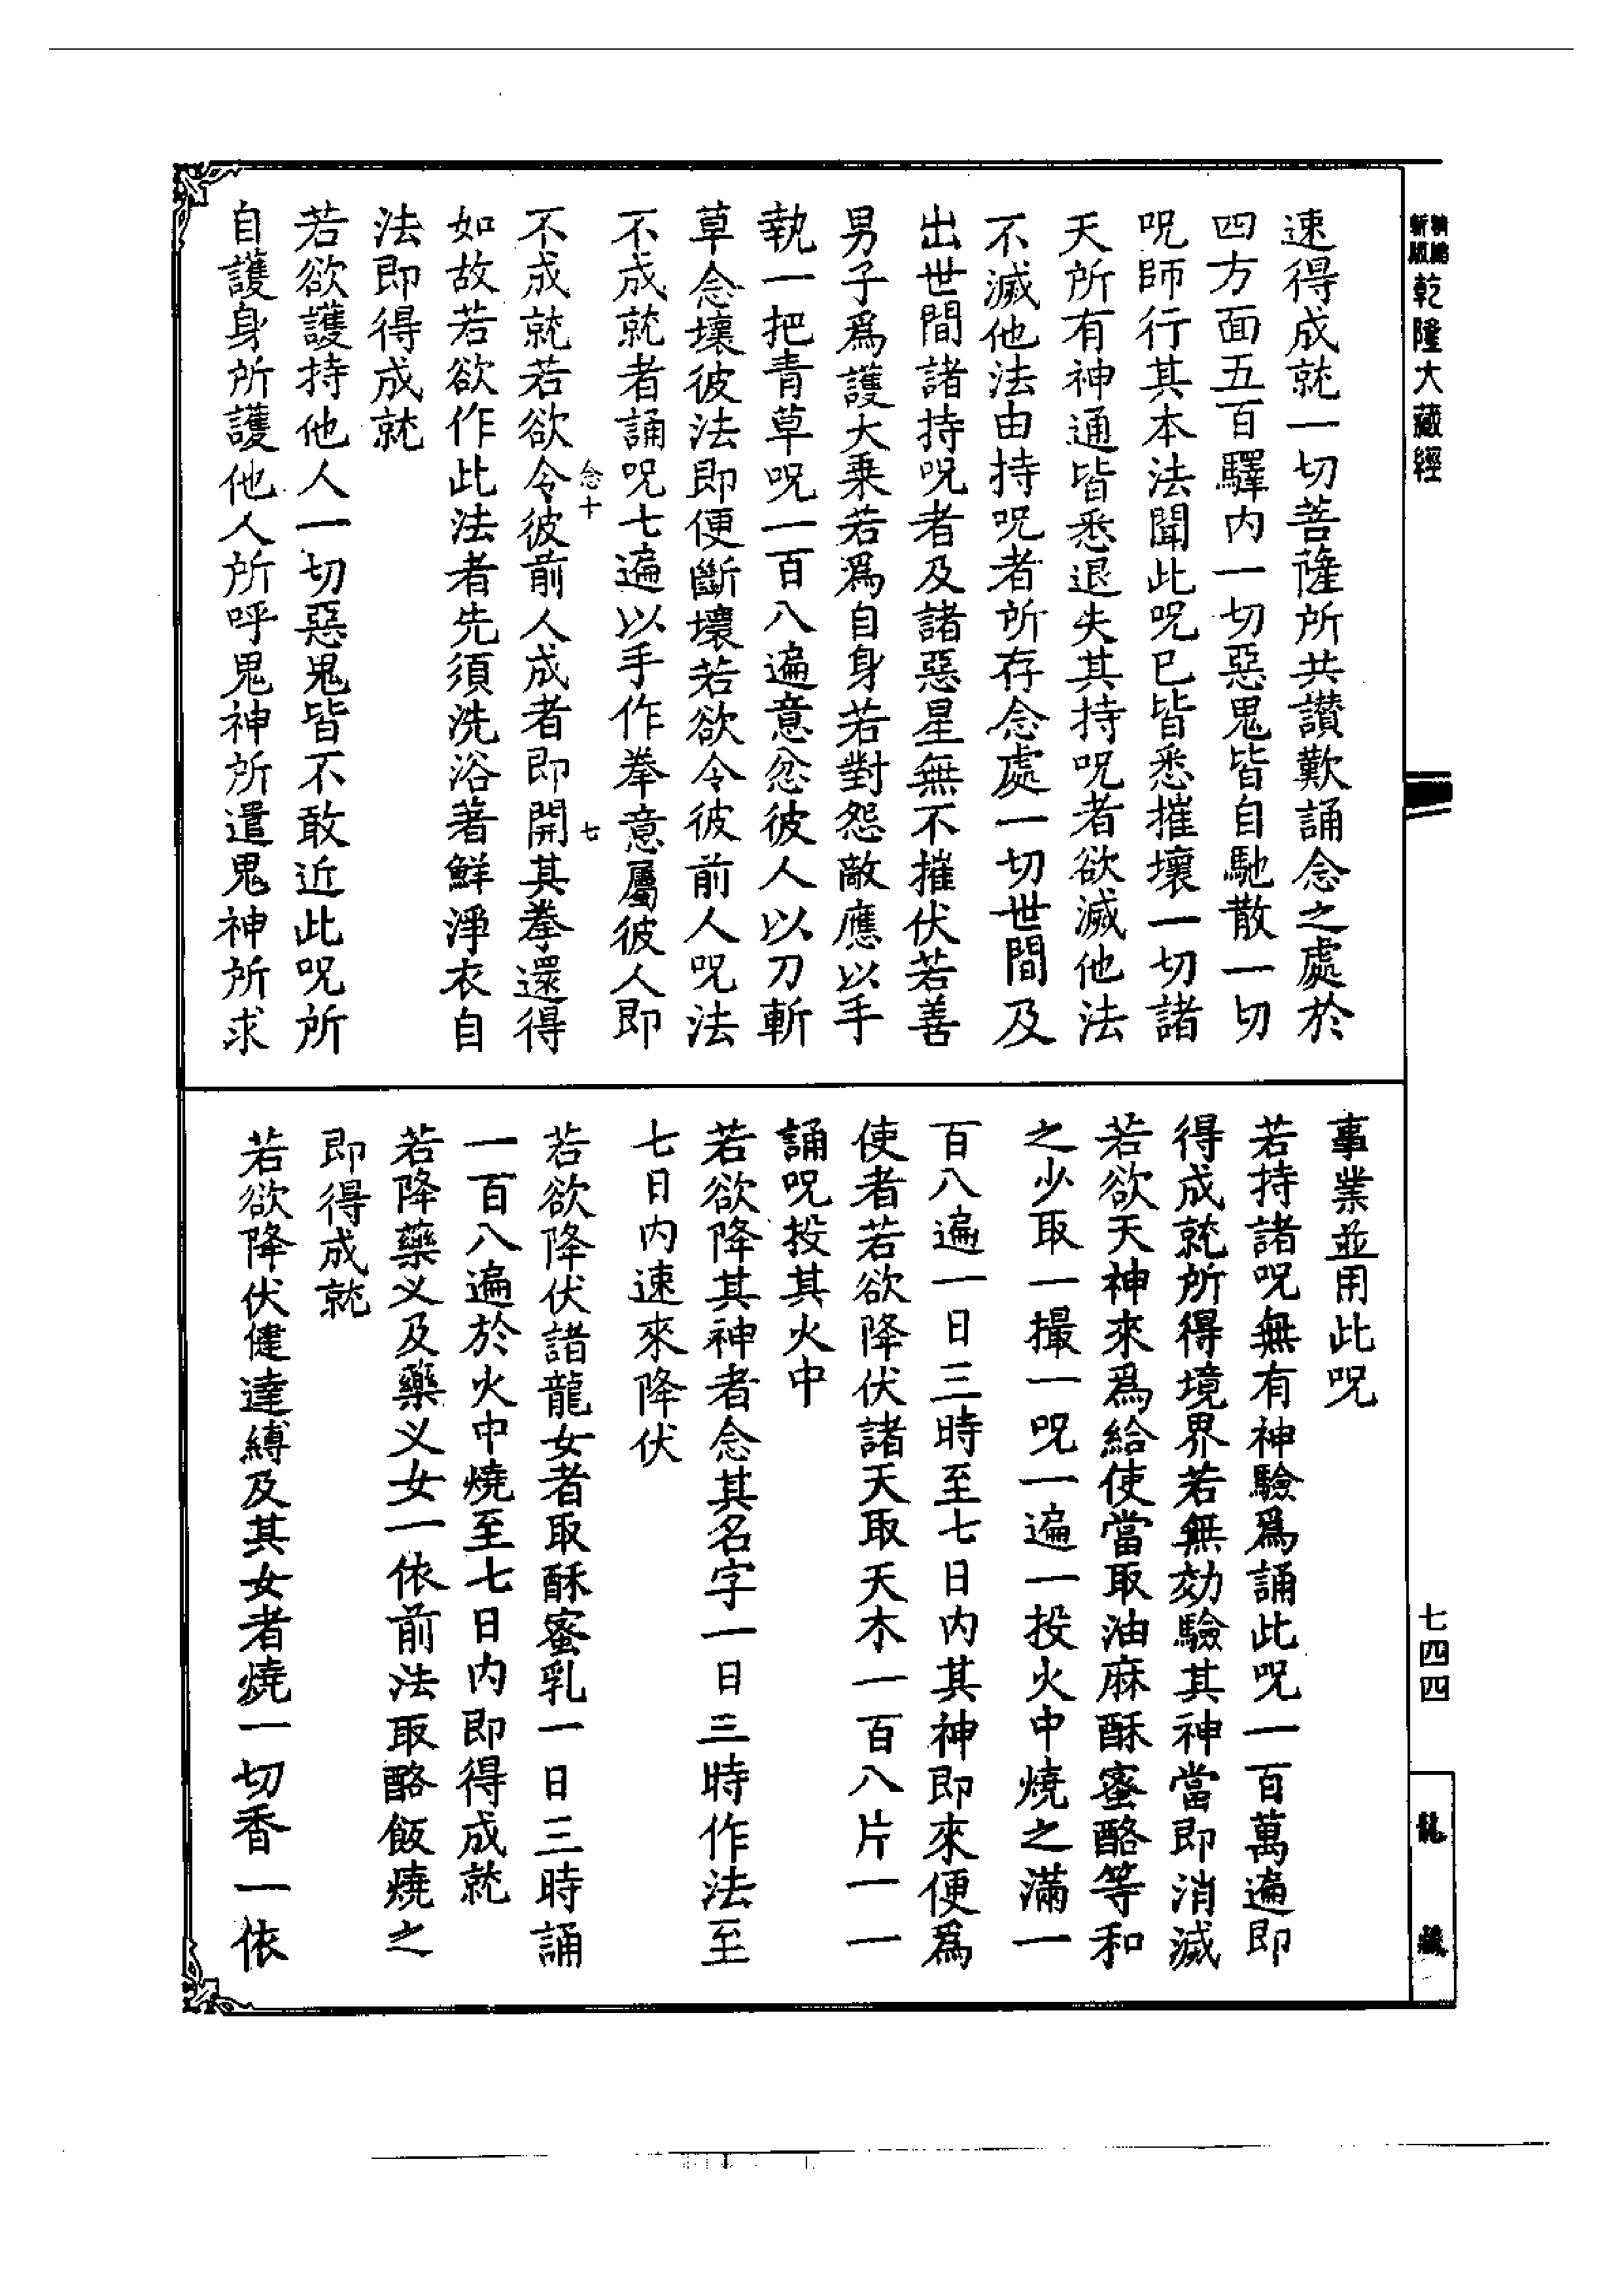 新版
精縮
乾隆大藏經
七四四
龍藏
速得成就一切菩薩所共讚歎誦念之處於
四方面五百驛內一切惡鬼皆自馳散一切
呪師行其本法聞此呪已皆悉摧壞一切諸
天所有神通皆悉退失其持呪者欲滅他法
不滅他法由持呪者所存念處一切世間及
出世間諸持呪者及諸惡星無不摧伏若善
男子爲護大乘若爲自身若對怨敵應以手
執一把青草呪一百八遍意忿彼人以刀斬
草念壞彼法即便斷壞若欲令彼前人呪法
不成就者誦呪七遍以手作拳意屬彼人即
念十
七
不成就若欲令彼前人成者即開其拳還得
如故若欲作此法者先須洗浴著鮮淨衣自
法即得成就
若欲護持他人一切惡鬼皆不敢近此呪所
自護身所護他人所呼鬼神所遣鬼神所求
事業並用此呪
若持諸呪無有神驗爲誦此呪一百萬遍即
得成就所得境界若無効驗其神當即消滅
若欲天神來爲給使當取油麻酥蜜酪等和
之少取一撮一呪一遍一投火中燒之滿一
百八遍一日三時至七日內其神即來便爲
使者若欲降伏諸天取天木一百八片一一
誦呪投其火中
若欲降其神者念其名字一日三時作法至
七日內速來降伏
若欲降伏諸龍女者取酥蜜乳一日三時誦
一百八遍於火中燒至七日內即得成就
若降藥义及藥义女一依前法取酪飯燒之
即得成就
若欲降伏健達縛及其女者燒一切香一依